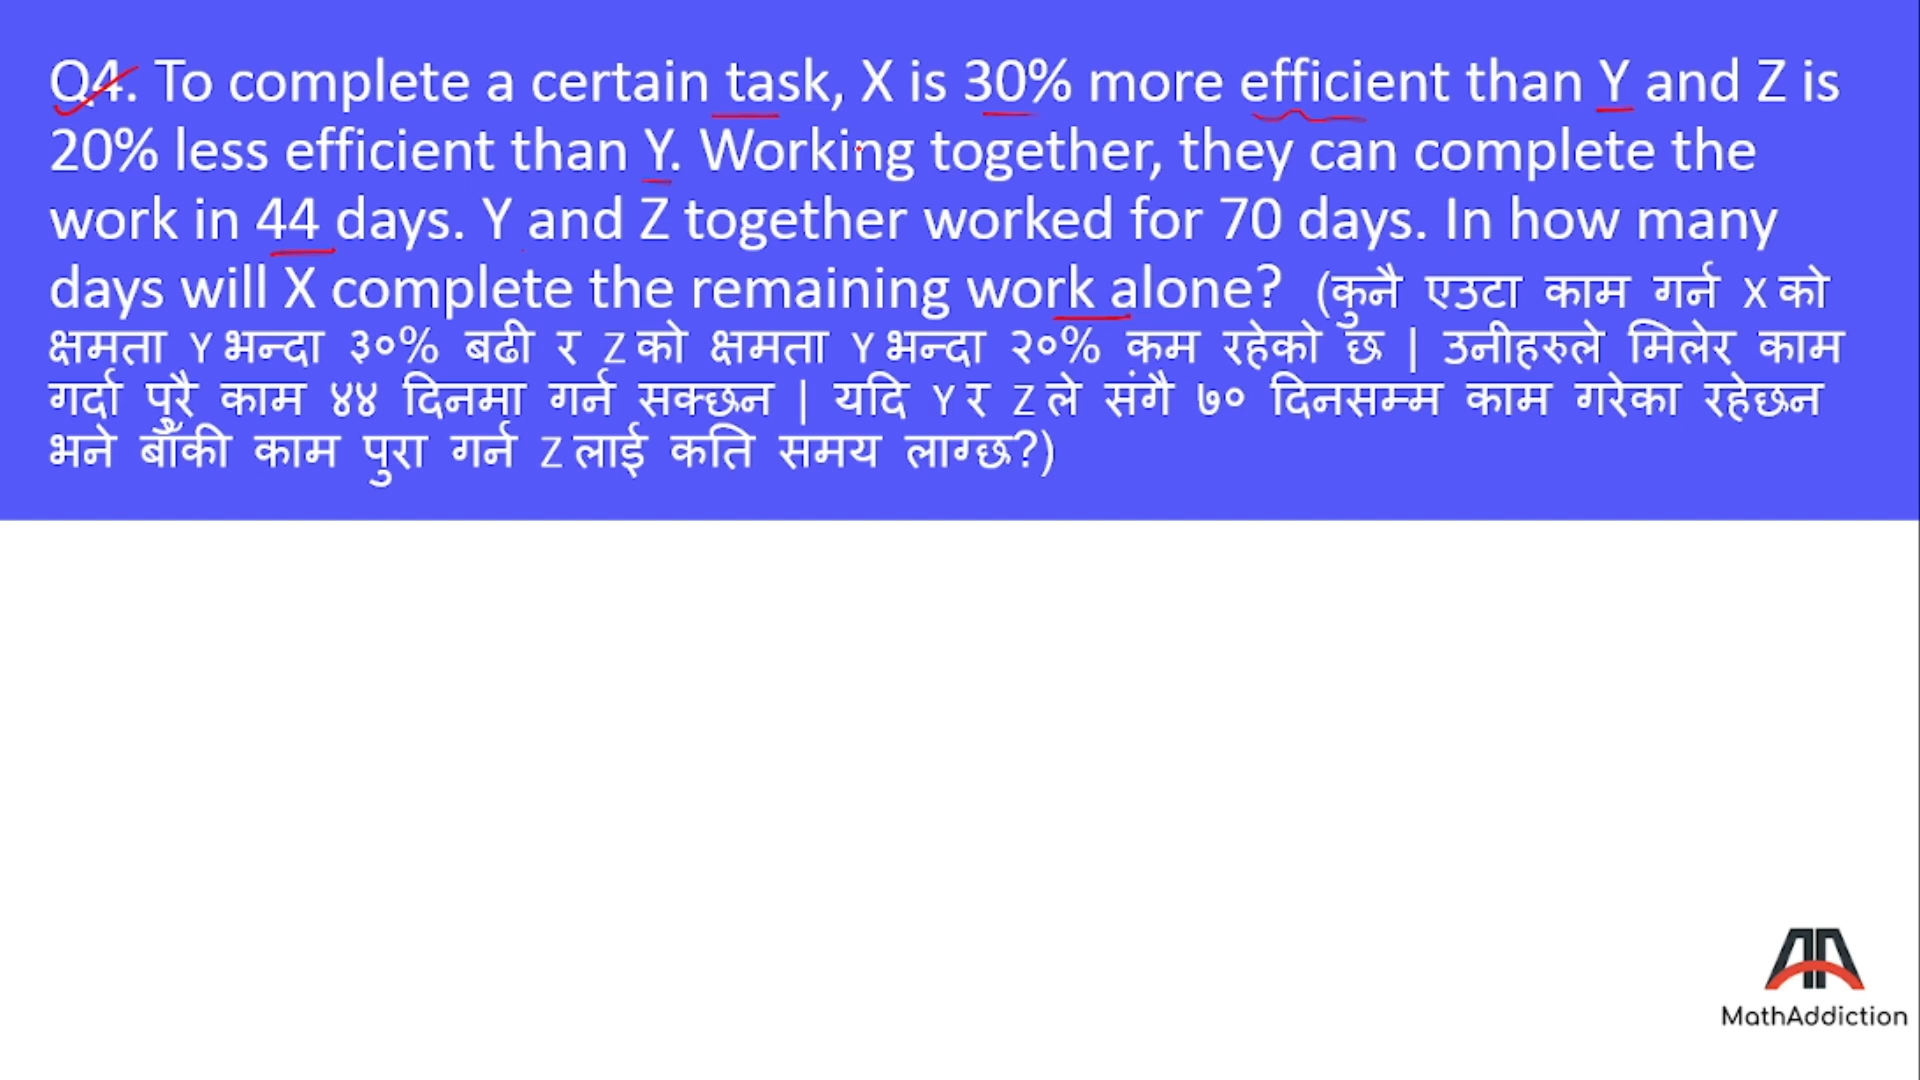 Q4. To complete a certain task, X is 30% more efficient than Y and Z is
20% less efficient than Y. Working together, they can complete the
work in 44 days. Y and Z together worked for 70 days. In how many
days will X complete the remaining work alone? (कुनै एउटा काम गर्न X को
क्षमता Y भन्दा ३०% बढी र Z को क्षमता Y भन्दा २०% कम रहेको छ | उनीहरुले मिलेर काम
गर्दा पुरै काम ४४ दिनमा गर्न सक्छन | यदि Y र Z ले संगै ७० दिनसम्म काम गरेका रहेछन
भने बाँकी काम पुरा गर्न Z लाई कति समय लाग्छ?)
MathAddiction